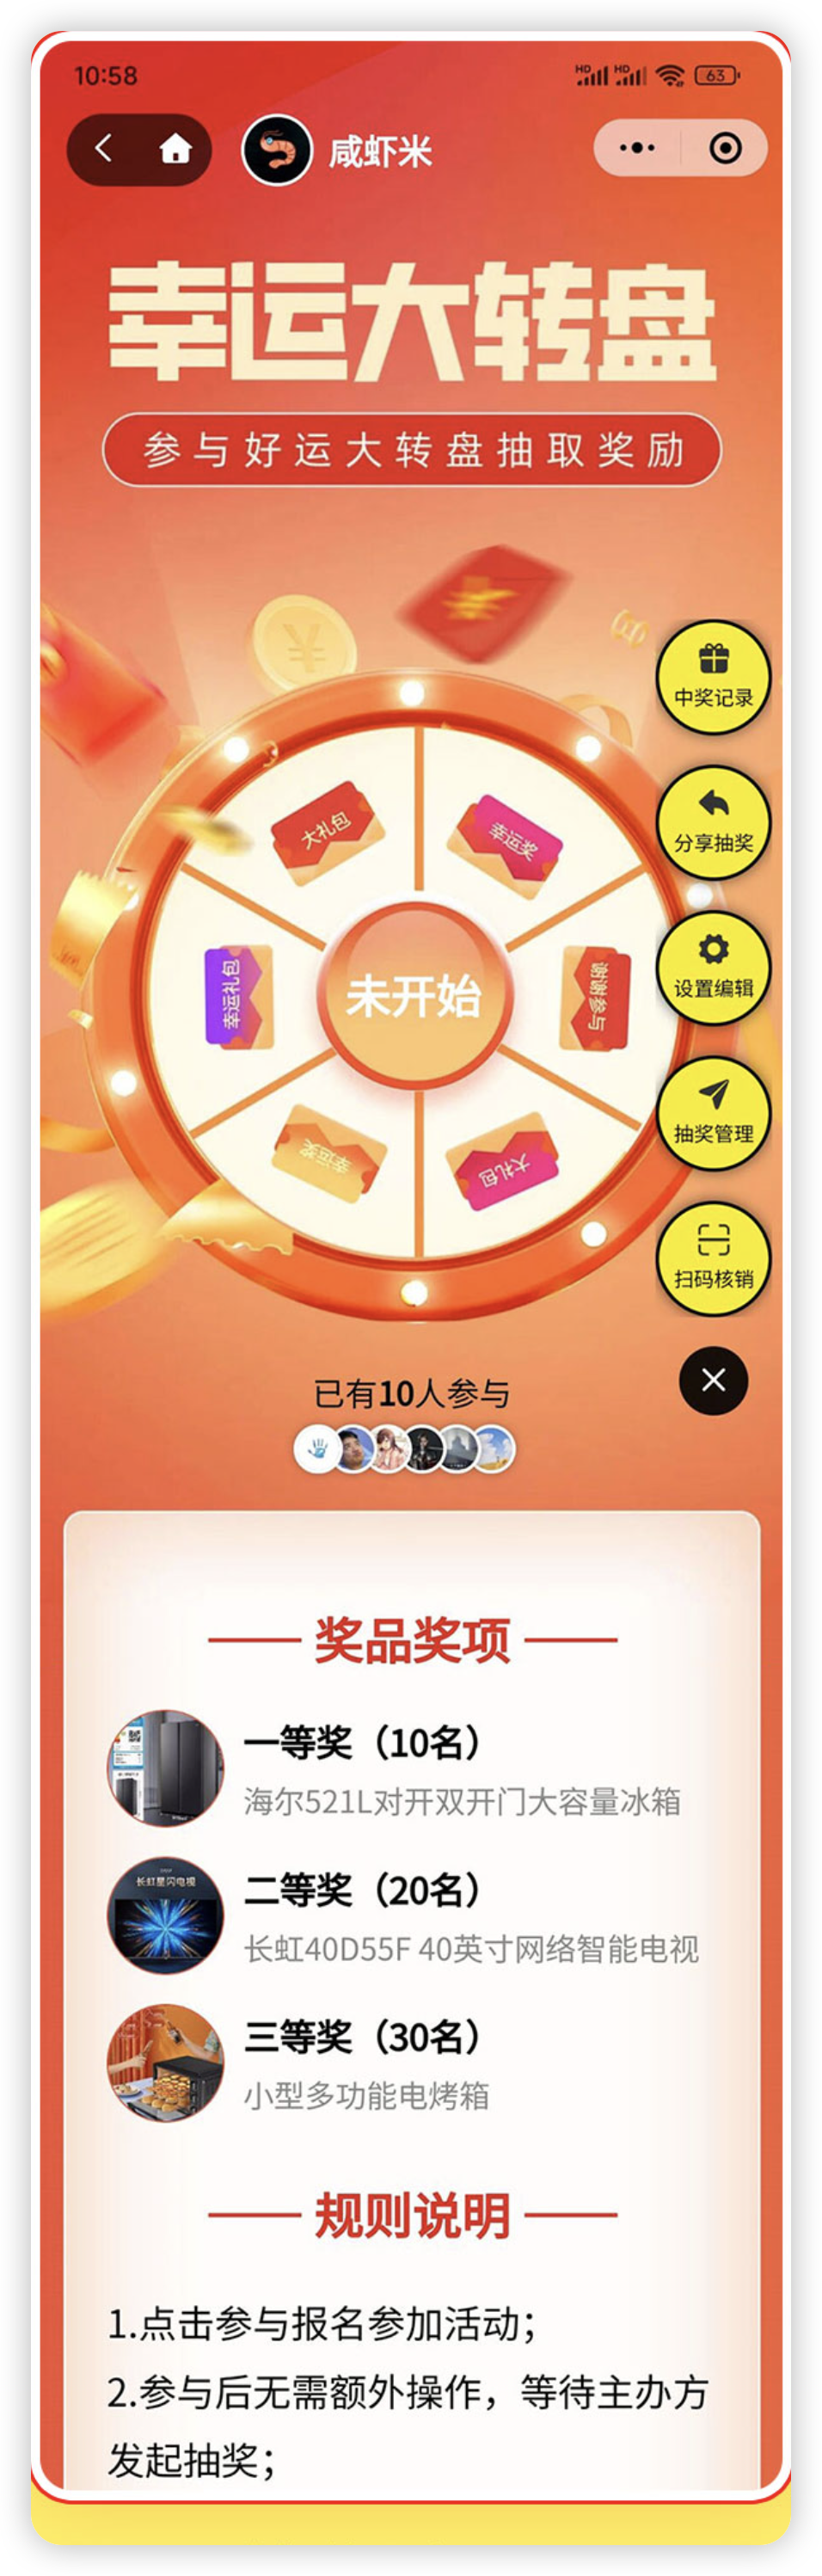 10:58
HD HD 63
咸虾米
幸运大转盘
参与好运大转盘抽取奖励
中奖记录
大礼包
幸运奖
分享抽奖
幸运礼包
未开始
谢谢参与
设置编辑
幸运奖
大礼包
抽奖管理
扫码核销
已有10人参与
奖品奖项
一等奖（10名）
海尔521L对开双开门大容量冰箱
长虹星闪电视
二等奖（20名）
长虹40D55F 40英寸网络智能电视
三等奖（30名）
小型多功能电烤箱
规则说明
1.点击参与报名参加活动；
2.参与后无需额外操作，等待主办方
发起抽奖；